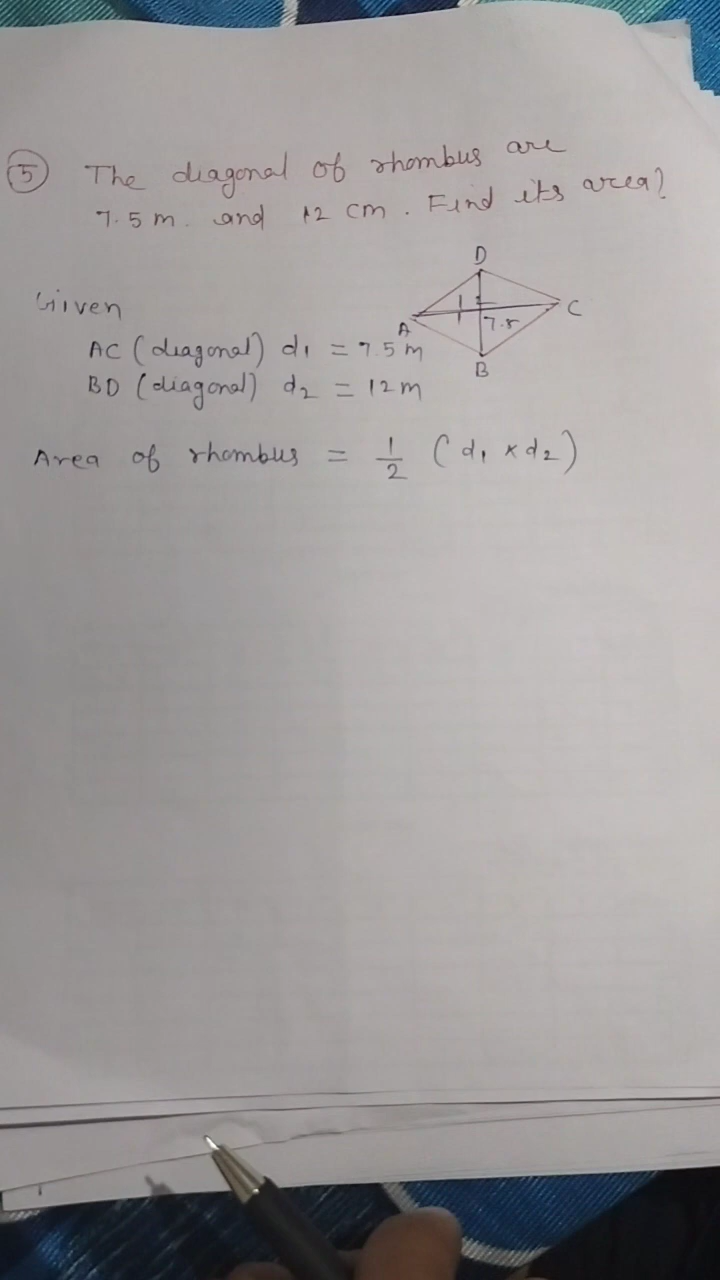 5 The diagonal of rhombus are
7.5 m. and 12 cm. Find its area?
Given
AC (diagonal) d₁ = 7.5 m
BD (diagonal) d₂ = 12 m
D
A
C
7.5
B
Area of rhombus = 1/2 (d₁ × d₂)